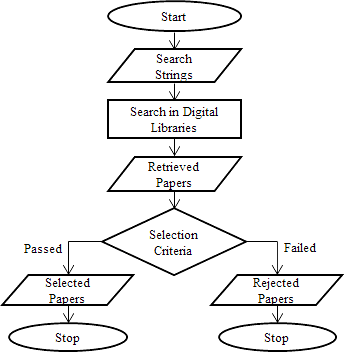 Start
Search
Strings
Search in Digital
Libraries
Retrieved
Papers
Selection
Criteria
Passed
Failed
Selected
Papers
Rejected
Papers
Stop
Stop